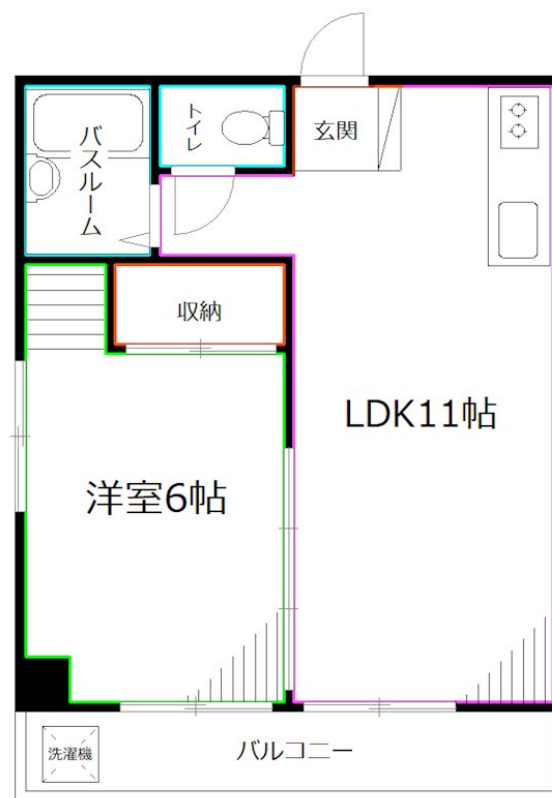 トイレ
玄関
バスルーム
収納
LDK11帖
洋室6帖
洗濯機
バルコニー